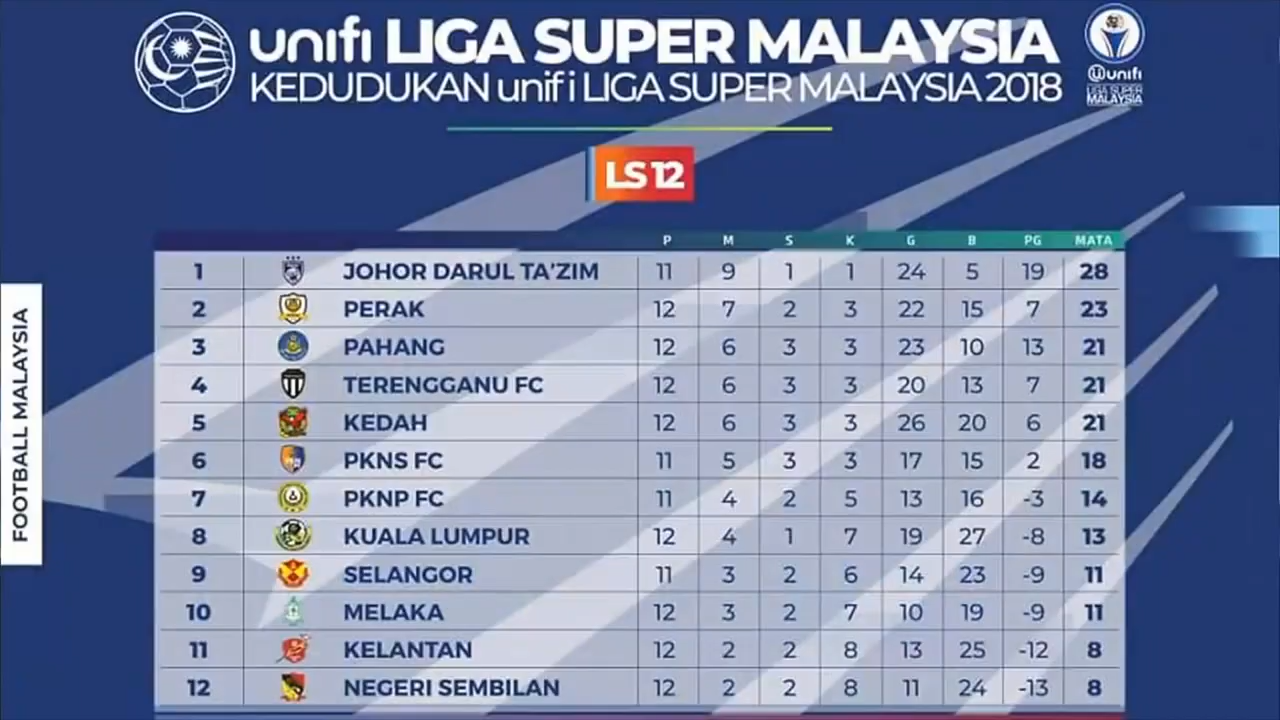 unifi LIGA SUPER MALAYSIA
KEDUDUKAN unifi LIGA SUPER MALAYSIA 2018
unifi
LIGA SUPER
MALAYSIA
LS 12
P M S K G B PG MATA
1 JOHOR DARUL TA'ZIM 11 9 1 1 24 5 19 28
2 PERAK 12 7 2 3 22 15 7 23
3 PAHANG 12 6 3 3 23 10 13 21
4 TERENGGANU FC 12 6 3 3 20 13 7 21
5 KEDAH 12 6 3 3 26 20 6 21
6 PKNS FC 11 5 3 3 17 15 2 18
7 PKNP FC 11 4 2 5 13 16 -3 14
8 KUALA LUMPUR 12 4 1 7 19 27 -8 13
9 SELANGOR 11 3 2 6 14 23 -9 11
10 MELAKA 12 3 2 7 10 19 -9 11
11 KELANTAN 12 2 2 8 13 25 -12 8
12 NEGERI SEMBILAN 12 2 2 8 11 24 -13 8
FOOTBALL MALAYSIA